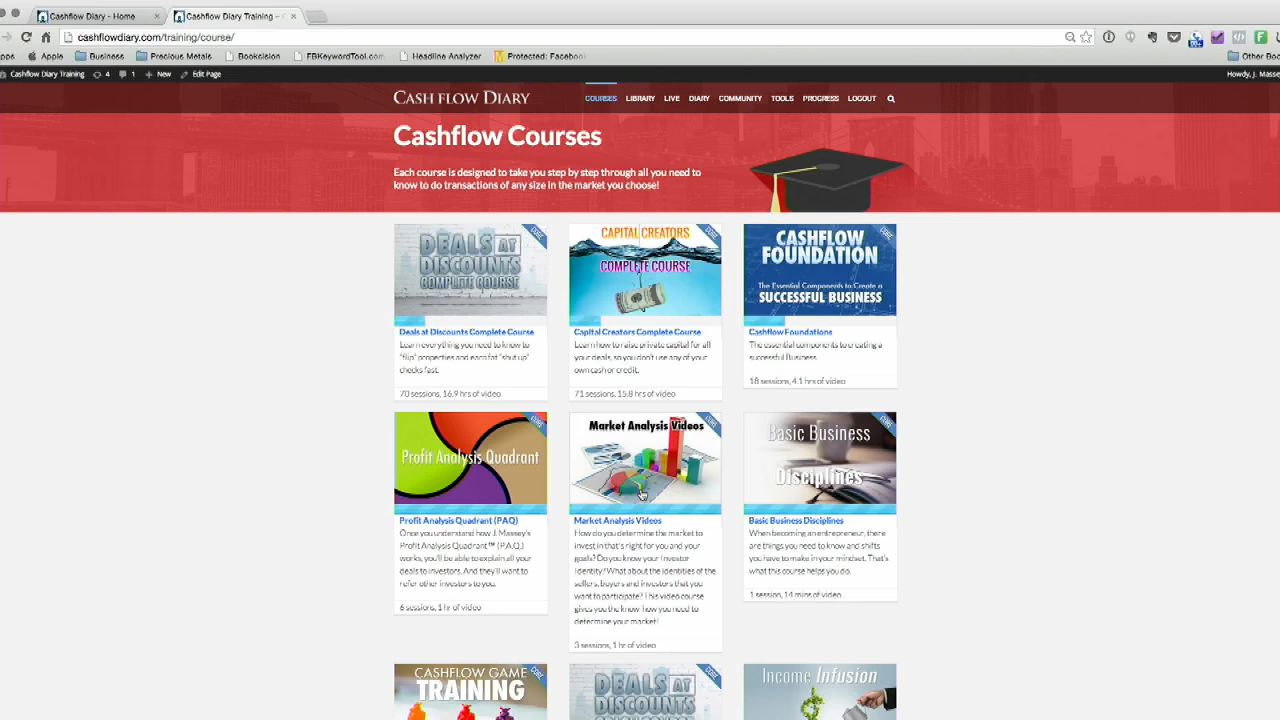 Cashflow Diary - Home
Cashflow Diary Training -
cashflowdiary.com/training/course/
pps
Apple
Business
Precious Metals
Bookcision
FBKeywordTool.com
Headline Analyzer
Protected: Facebo
Other Boo
Cashflow Diary Training
4
1
New
Edit Page
Howdy, J. Masse
CASH FLOW DIARY
COURSES
LIBRARY
LIVE
DIARY
COMMUNITY
TOOLS
PROGRESS
LOGOUT
Cashflow Courses
Each course is designed to take you step by step through all you need to
know to do transactions of any size in the market you choose!
DEALS AT
DISCOUNTS
COMPLETE COURSE
CORE
Deals at Discounts Complete Course
Learn everything you need to know to
"flip" properties and earn fat "shut up"
checks fast.
70 sessions, 16.9 hrs of video
CAPITAL CREATORS
COMPLETE COURSE
CORE
Capital Creators Complete Course
Learn how to raise private capital for all
your deals, so you don't use any of your
own cash or credit.
71 sessions, 15.8 hrs of video
CASHFLOW
FOUNDATION
The Essential Components to Create a
SUCCESSFUL BUSINESS
CORE
Cashflow Foundations
The essential components to creating a
successful Business.
18 sessions, 4.1 hrs of video
Profit Analysis Quadrant
CORE
Profit Analysis Quadrant (PAQ)
Once you understand how J. Massey's
Profit Analysis Quadrant™ (P.A.Q.)
works, you'll be able to explain all your
deals to investors. And they'll want to
refer other investors to you.
6 sessions, 1 hr of video
Market Analysis Videos
CORE
Market Analysis Videos
How do you determine the market to
invest in that's right for you and your
goals? Do you know your Investor
Identity? What about the identities of the
sellers, buyers and investors that you
want to participate? This video course
gives you the know-how you need to
determine your market!
3 sessions, 1 hr of video
Basic Business
Disciplines
CORE
Basic Business Disciplines
When becoming an entrepreneur, there
are things you need to know and shifts
you have to make in your mindset. That's
what this course helps you do.
1 session, 14 mins of video
CASHFLOW GAME
TRAINING
CORE
DEALS AT
DISCOUNTS
CORE
Income Infusion